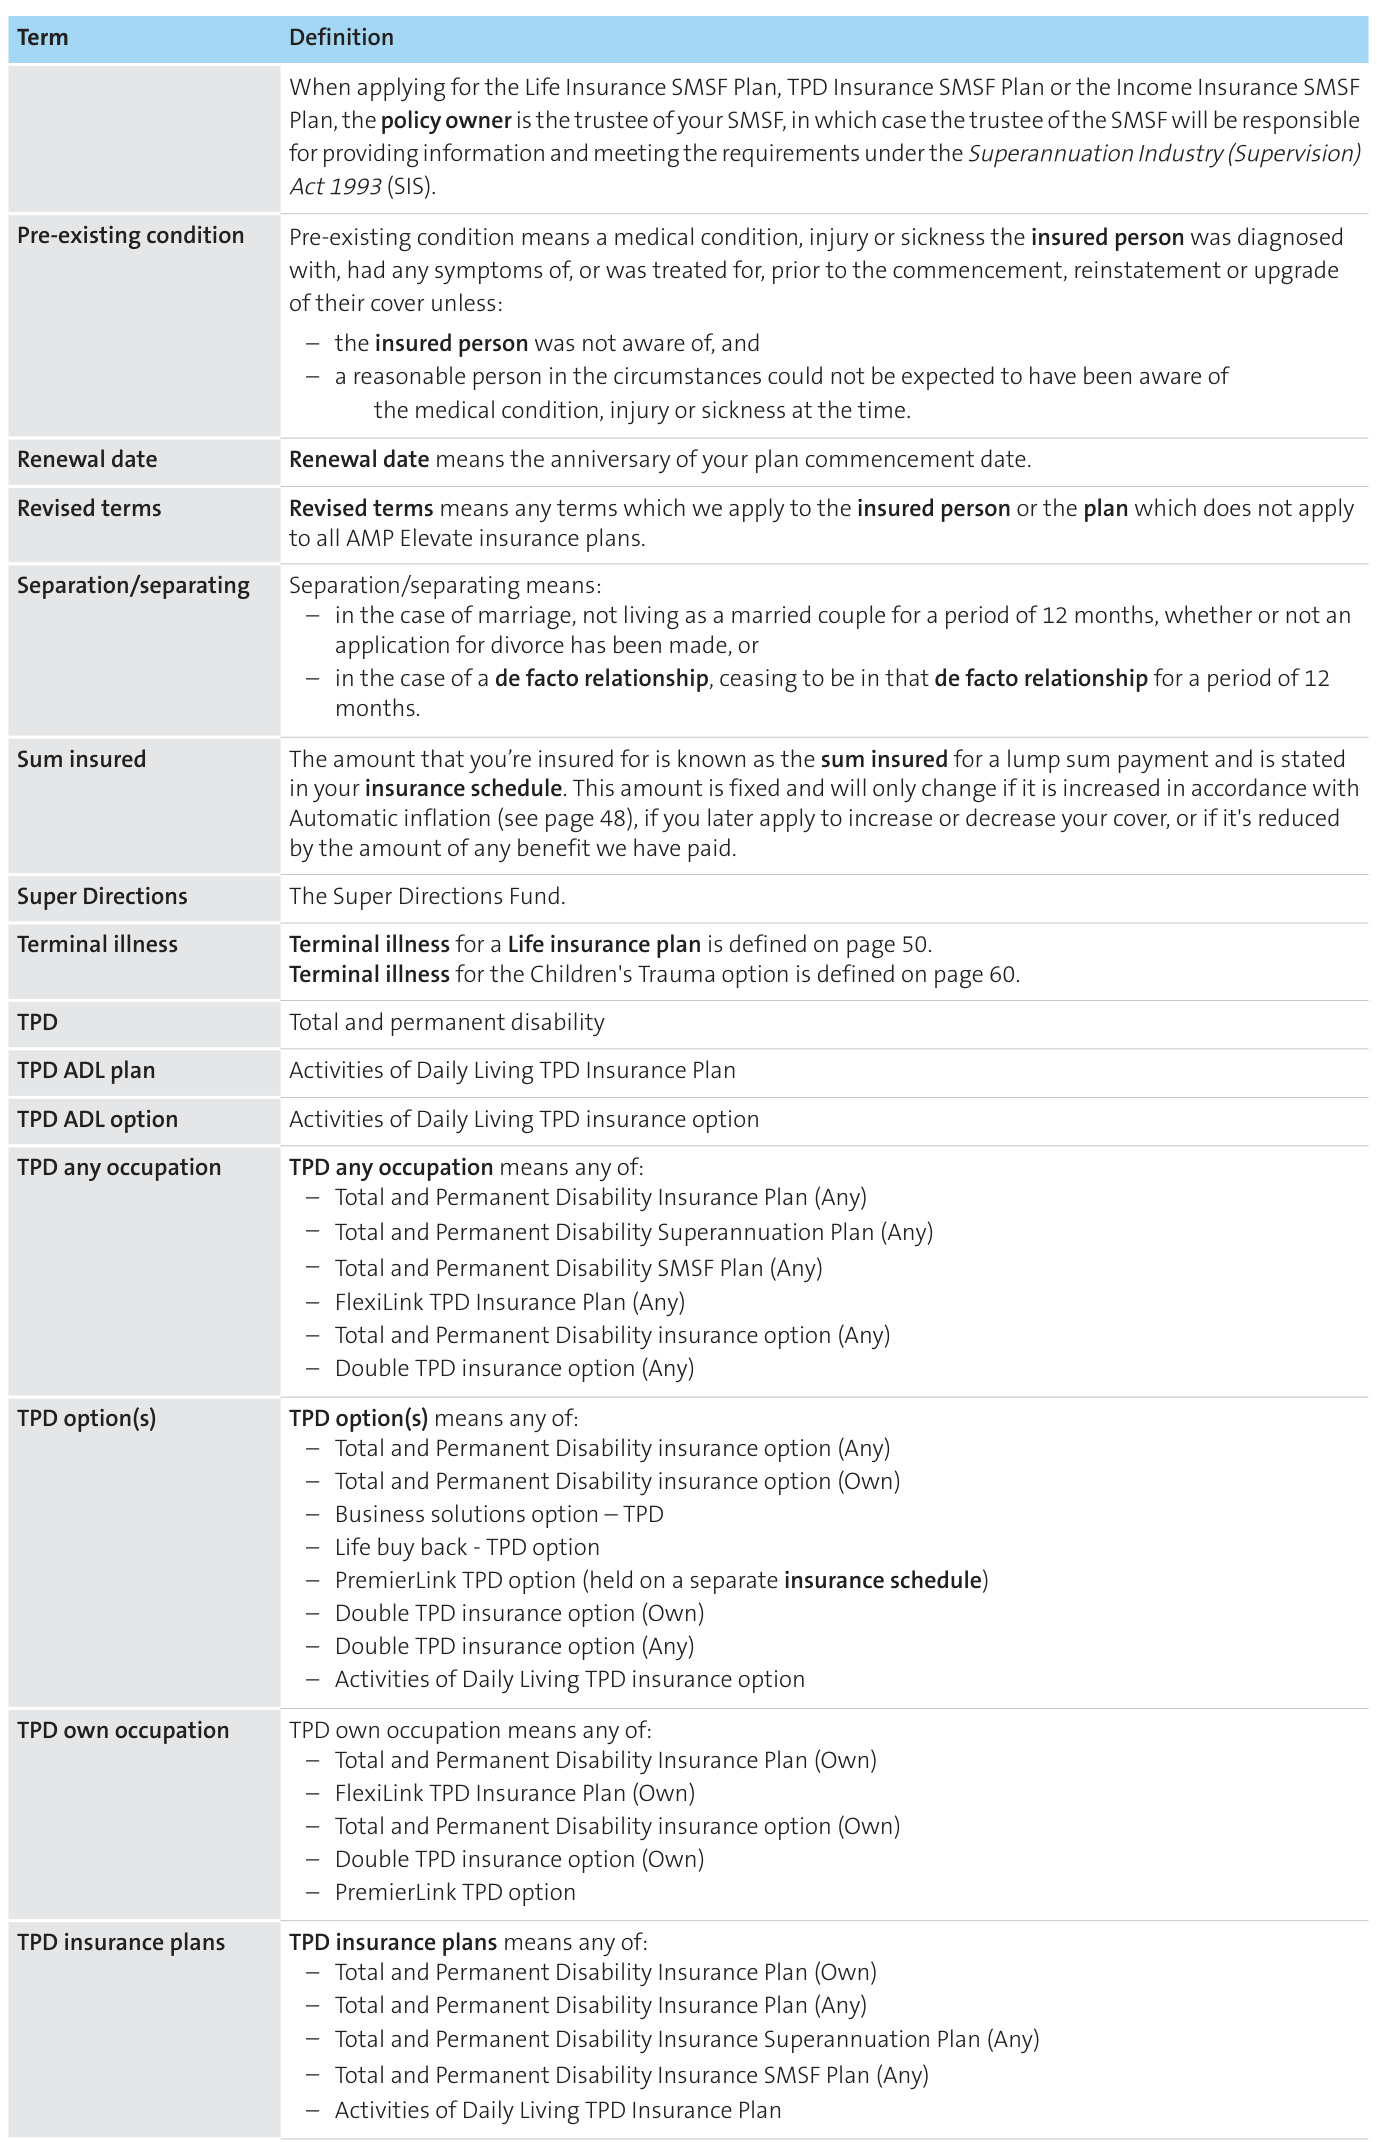 Term Definition
When applying for the Life Insurance SMSF Plan, TPD Insurance SMSF Plan or the Income Insurance SMSF
Plan, the policy owner is the trustee of your SMSF, in which case the trustee of the SMSF will be responsible
for providing information and meeting the requirements under the Superannuation Industry (Supervision)
Act 1993 (SIS).
Pre-existing condition Pre-existing condition means a medical condition, injury or sickness the insured person was diagnosed
with, had any symptoms of, or was treated for, prior to the commencement, reinstatement or upgrade
of their cover unless:
– the insured person was not aware of, and
– a reasonable person in the circumstances could not be expected to have been aware of
the medical condition, injury or sickness at the time.
Renewal date Renewal date means the anniversary of your plan commencement date.
Revised terms Revised terms means any terms which we apply to the insured person or the plan which does not apply
to all AMP Elevate insurance plans.
Separation/separating Separation/separating means:
– in the case of marriage, not living as a married couple for a period of 12 months, whether or not an
application for divorce has been made, or
– in the case of a de facto relationship, ceasing to be in that de facto relationship for a period of 12
months.
Sum insured The amount that you’re insured for is known as the sum insured for a lump sum payment and is stated
in your insurance schedule. This amount is fixed and will only change if it is increased in accordance with
Automatic inflation (see page 48), if you later apply to increase or decrease your cover, or if it's reduced
by the amount of any benefit we have paid.
Super Directions The Super Directions Fund.
Terminal illness Terminal illness for a Life insurance plan is defined on page 50.
Terminal illness for the Children's Trauma option is defined on page 60.
TPD Total and permanent disability
TPD ADL plan Activities of Daily Living TPD Insurance Plan
TPD ADL option Activities of Daily Living TPD insurance option
TPD any occupation TPD any occupation means any of:
– Total and Permanent Disability Insurance Plan (Any)
– Total and Permanent Disability Superannuation Plan (Any)
– Total and Permanent Disability SMSF Plan (Any)
– FlexiLink TPD Insurance Plan (Any)
– Total and Permanent Disability insurance option (Any)
– Double TPD insurance option (Any)
TPD option(s) TPD option(s) means any of:
– Total and Permanent Disability insurance option (Any)
– Total and Permanent Disability insurance option (Own)
– Business solutions option – TPD
– Life buy back - TPD option
– PremierLink TPD option (held on a separate insurance schedule)
– Double TPD insurance option (Own)
– Double TPD insurance option (Any)
– Activities of Daily Living TPD insurance option
TPD own occupation TPD own occupation means any of:
– Total and Permanent Disability Insurance Plan (Own)
– FlexiLink TPD Insurance Plan (Own)
– Total and Permanent Disability insurance option (Own)
– Double TPD insurance option (Own)
– PremierLink TPD option
TPD insurance plans TPD insurance plans means any of:
– Total and Permanent Disability Insurance Plan (Own)
– Total and Permanent Disability Insurance Plan (Any)
– Total and Permanent Disability Insurance Superannuation Plan (Any)
– Total and Permanent Disability Insurance SMSF Plan (Any)
– Activities of Daily Living TPD Insurance Plan